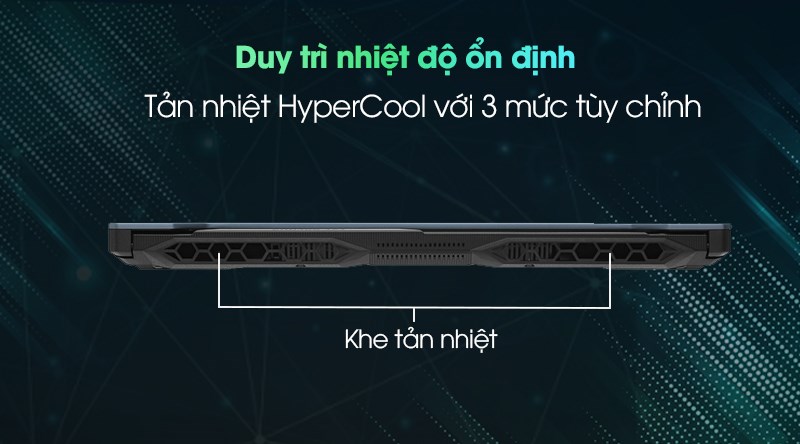 Duy trì nhiệt độ ổn định
Tản nhiệt HyperCool với 3 mức tùy chỉnh
Khe tản nhiệt